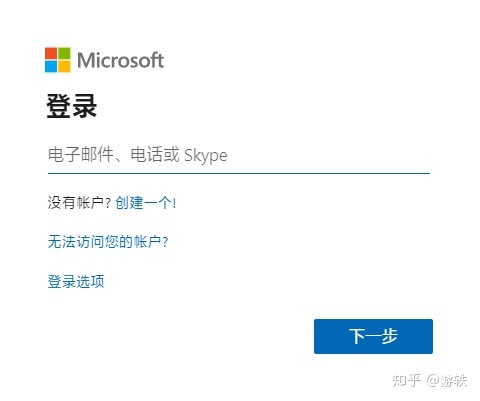 Microsoft
登录
电子邮件、电话或 Skype
没有帐户? 创建一个!
无法访问您的帐户?
登录选项
下一步
知乎 @游轶